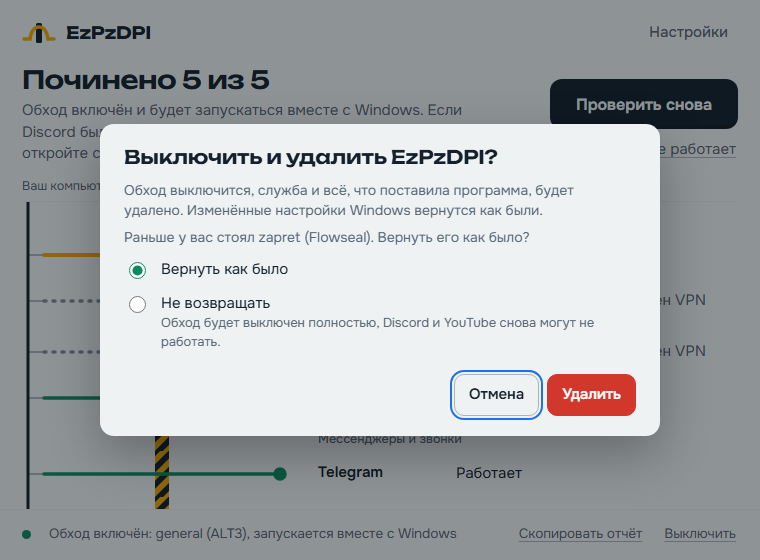 EzPzDPI
Настройки
Починено 5 из 5
Обход включён и будет запускаться вместе с Windows. Если
Discord
откройте
Проверить снова
работает
Ваш
Выключить и удалить EzPzDPI?
Обход выключится, служба и всё, что поставила программа, будет
удалено. Изменённые настройки Windows вернутся как были.
Раньше у вас стоял zapret (Flowseal). Вернуть его как было?
Вернуть как было
Не возвращать
Обход будет выключен полностью, Discord и YouTube снова могут не
работать.
Отмена
Удалить
VPN
VPN
Мессенджеры и звонки
Telegram
Работает
Обход включён: general (ALT3), запускается вместе с Windows
Скопировать отчёт
Выключить